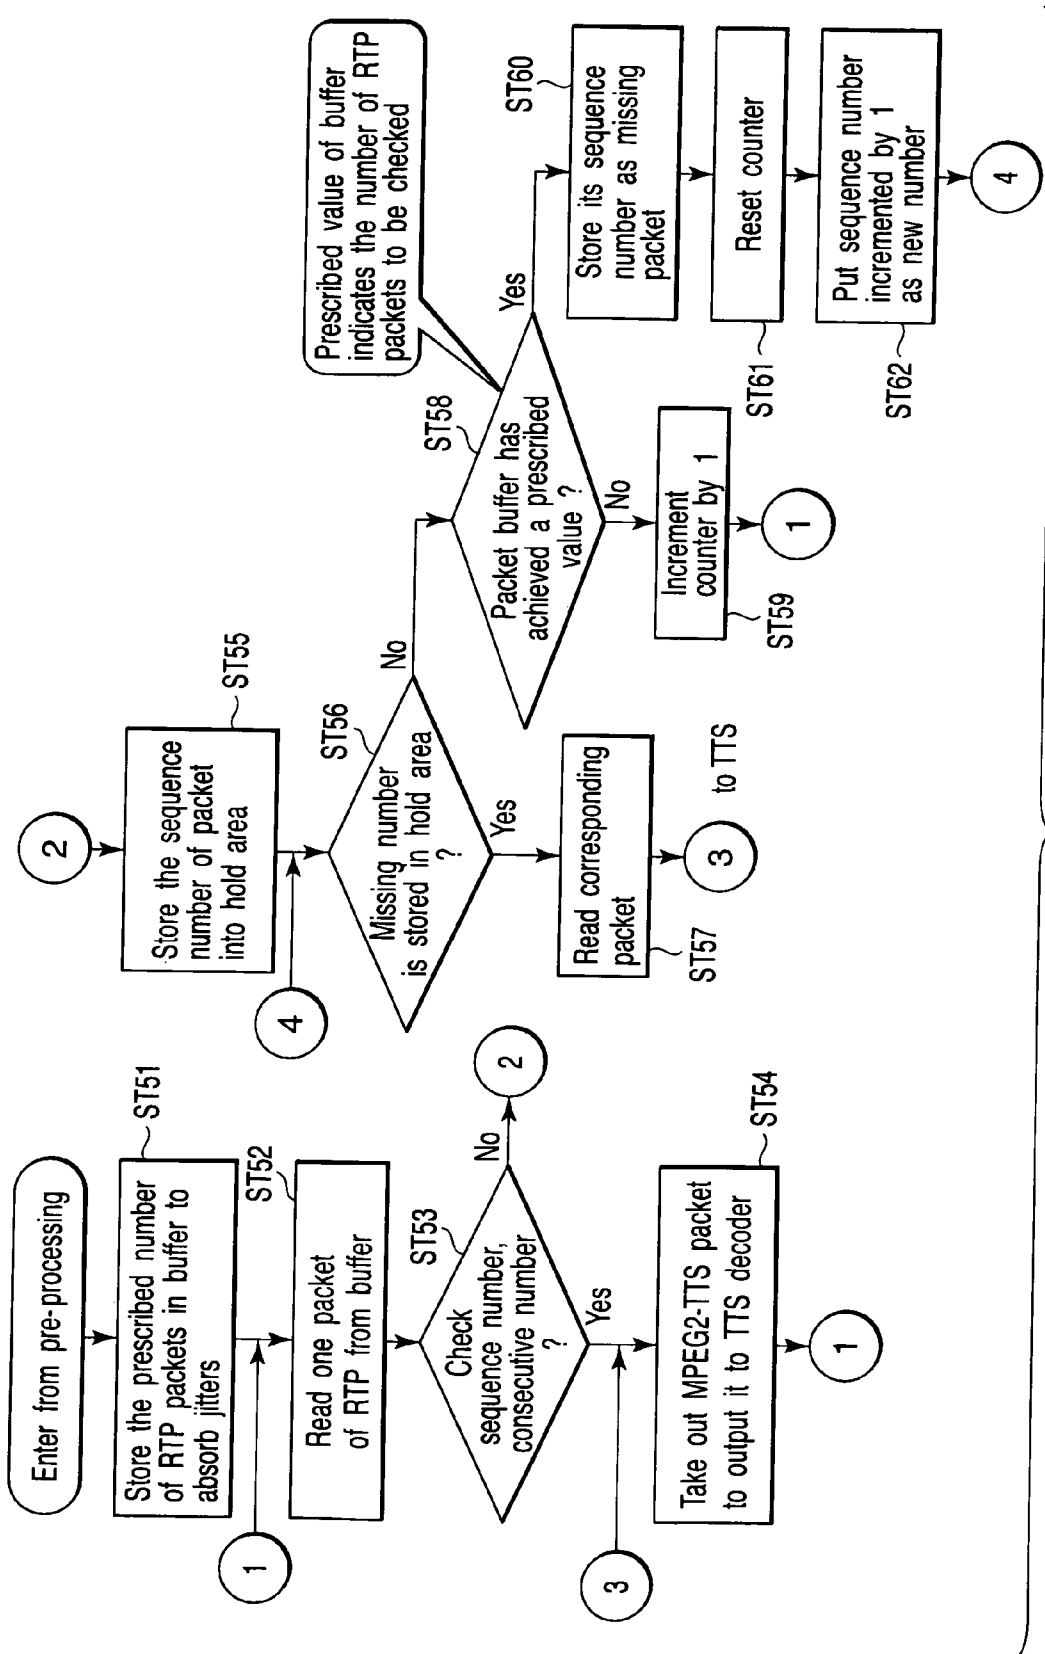 Enter from pre-processing
Store the prescribed number
of RTP packets in buffer to
absorb jitters
ST51
1
Read one packet
of RTP from buffer
ST52
Check
sequence number,
consecutive number
?
ST53
No
2
Yes
3
Take out MPEG2-TTS packet
to output it to TTS decoder
ST54
1
2
Store the sequence
number of packet
into hold area
ST55
4
Missing number
is stored in hold area
?
ST56
No
Yes
Read corresponding
packet
ST57
3
to TTS
Packet buffer has
achieved a prescribed
value ?
ST58
Prescribed value of buffer
indicates the number of RTP
packets to be checked
Yes
No
Increment
counter by 1
ST59
1
Store its sequence
number as missing
packet
ST60
Reset counter
ST61
Put sequence number
incremented by 1
as new number
ST62
4